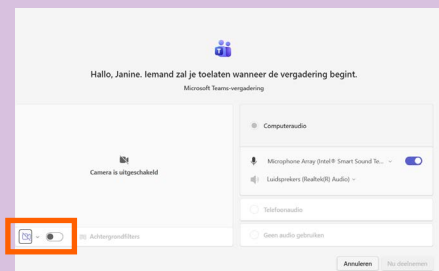 Hallo, Janine. Iemand zal je toelaten wanneer de vergadering begint.
Microsoft Teams-vergadering
Camera is uitgeschakeld
Achtergrondfilters
Computeraudio
Microphone Array (Intel® Smart Sound Te...
Luidsprekers (Realtek(R) Audio)
Telefoonaudio
Geen audio gebruiken
Annuleren
Nu deelnemen